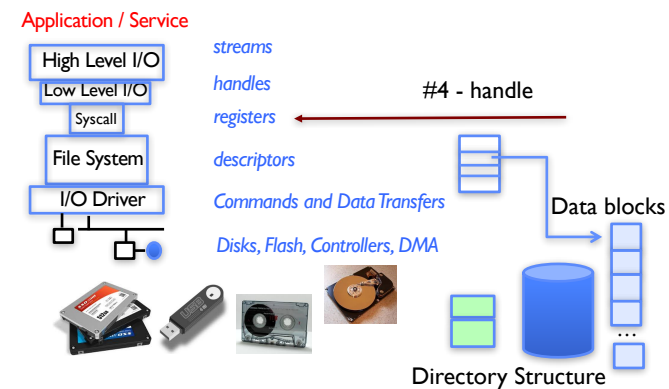 Application / Service
High Level I/O
streams
Low Level I/O
handles
#4 - handle
Syscall
registers
File System
descriptors
I/O Driver
Commands and Data Transfers
Data blocks
Disks, Flash, Controllers, DMA
...
Directory Structure